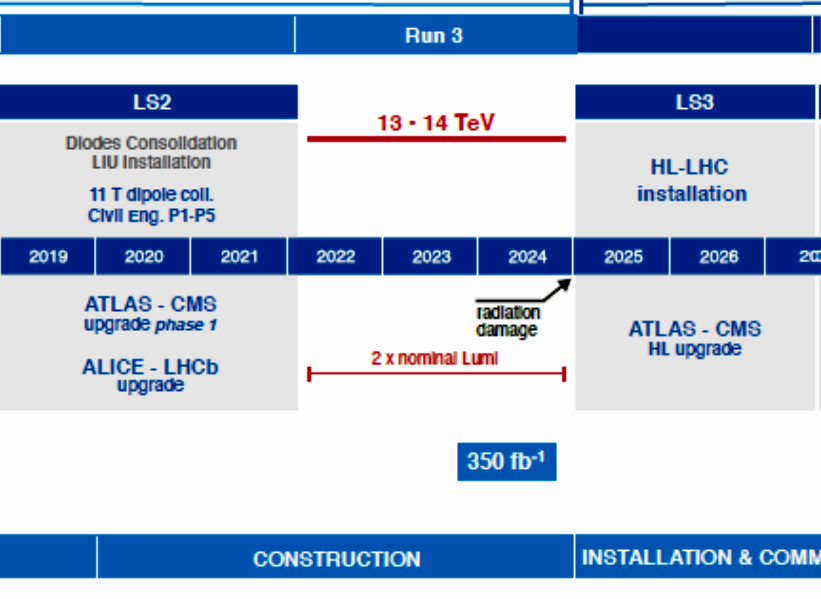 Run 3
LS2
13 - 14 TeV
LS3
Diodes Consolidation
LIU Installation
11 T dipole coll.
Civil Eng. P1-P5
HL-LHC
installation
2019 2020 2021 2022 2023 2024 2025 2026
ATLAS - CMS
upgrade phase 1
ALICE - LHCb
upgrade
radiation
damage
2 x nominal Lumi
ATLAS - CMS
HL upgrade
350 fb-1
CONSTRUCTION
INSTALLATION & COMM